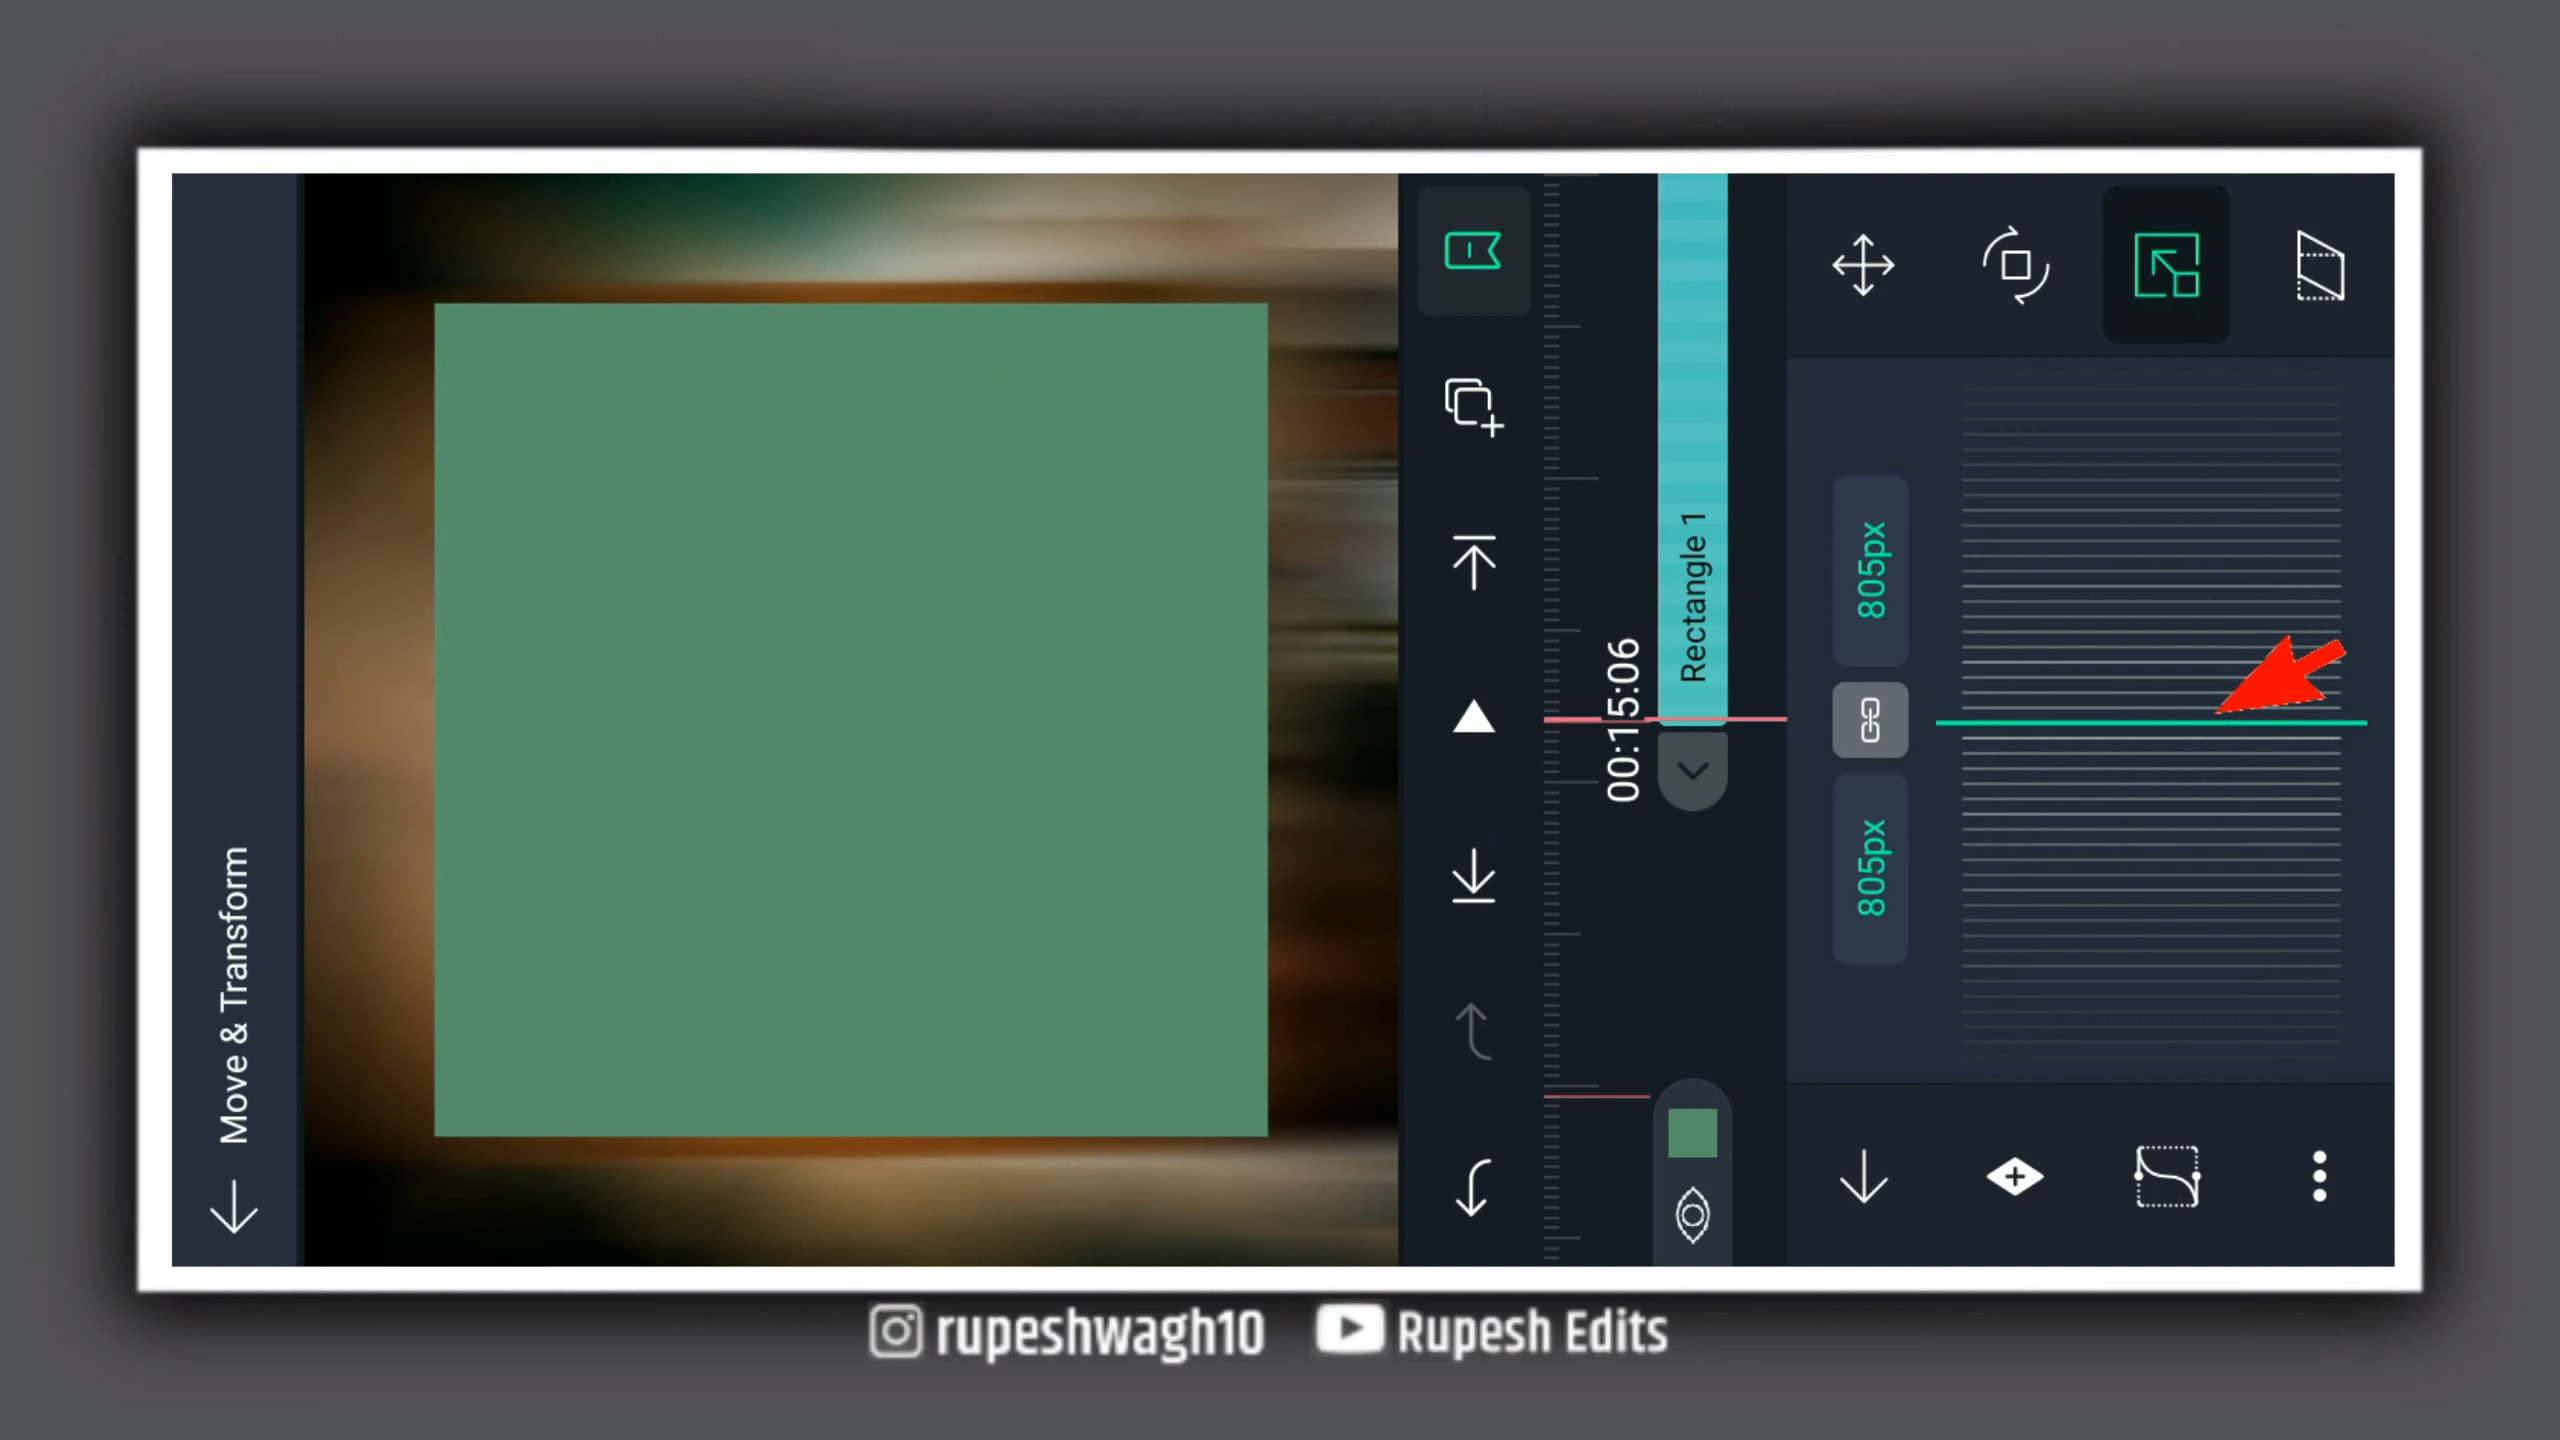 Move & Transform
00:15:06
Rectangle 1
805px
805px
rupeshwagh10
Rupesh Edits